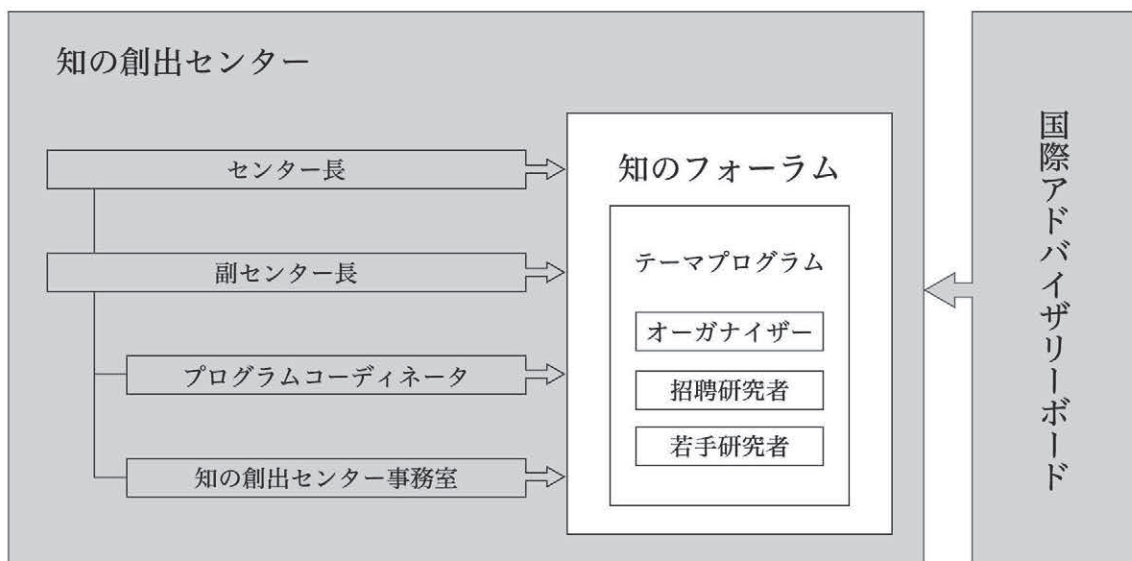 知の創出センター
センター長
副センター長
プログラムコーディネータ
知の創出センター事務室
知のフォーラム
テーマプログラム
オーガナイザー
招聘研究者
若手研究者
国際アドバイザリーボード